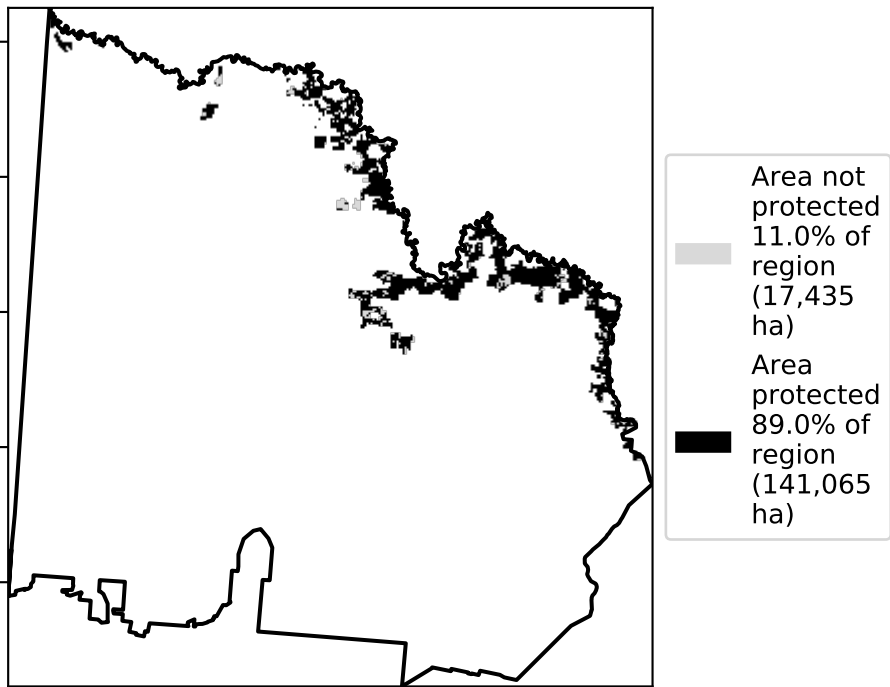 Area not
protected
11.0% of
region
(17,435
ha)
Area
protected
89.0% of
region
(141,065
ha)